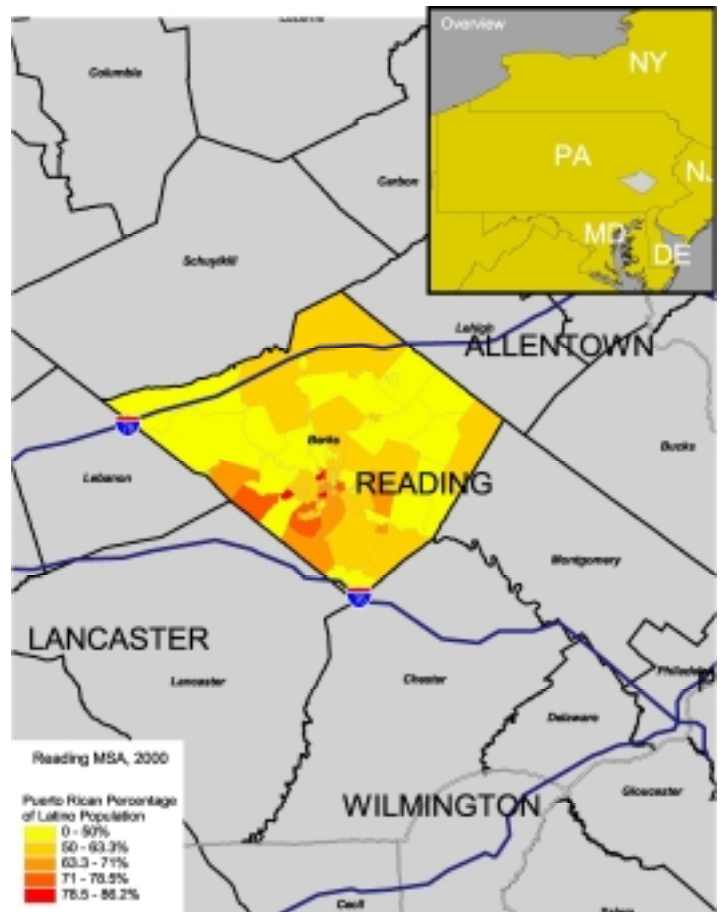 Overview
NY
PA
NJ
MD
DE
Columbia
Carbon
Schuylkill
Lehigh
ALLENTOWN
78
Berks
Bucks
Lebanon
READING
Montgomery
LANCASTER
Lancaster
Chester
Delaware
Gloucester
WILMINGTON
Cecil
Reading MSA, 2000
Puerto Rican Percentage
of Latino Population
0 - 50%
50 - 63.3%
63.3 - 71%
71 - 78.5%
78.5 - 86.2%